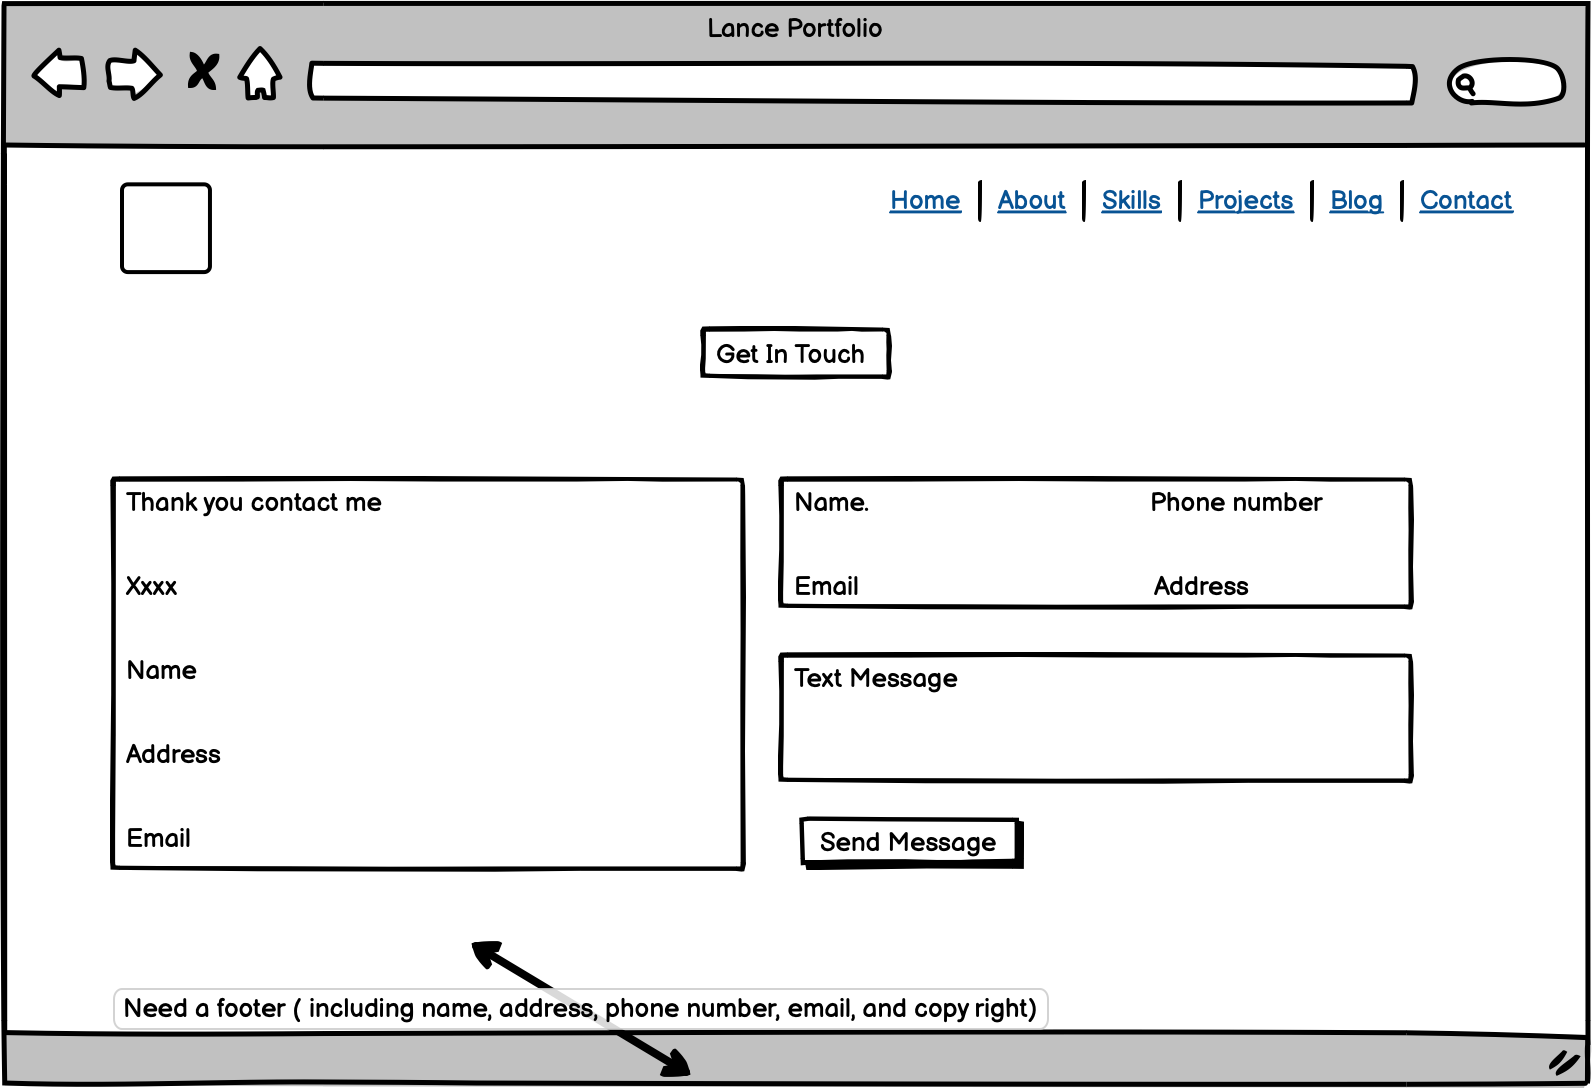 Lance Portfolio
Home About Skills Projects Blog Contact
Get In Touch
Thank you contact me
Xxxx
Name
Address
Email
Name. Phone number
Email Address
Text Message
Send Message
Need a footer ( including name, address, phone number, email, and copy right)